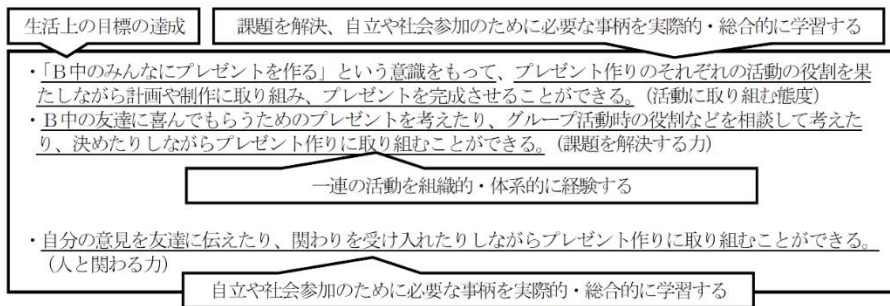 生活上の目標の達成
課題を解決、自立や社会参加のために必要な事柄を実際的・総合的に学習する
・「B中のみんなにプレゼントを作る」という意識をもって、プレゼント作りのそれぞれの活動の役割を果
たしながら計画や制作に取り組み、プレゼントを完成させることができる。(活動に取り組む態度)
・B中の友達に喜んでもらうためのプレゼントを考えたり、グループ活動時の役割などを相談して考えた
り、決めたりしながらプレゼント作りに取り組むことができる。(課題を解決する力)
一連の活動を組織的・体系的に経験する
・自分の意見を友達に伝えたり、関わりを受け入れたりしながらプレゼント作りに取り組むことができる。
(人と関わる力)
自立や社会参加のために必要な事柄を実際的・総合的に学習する